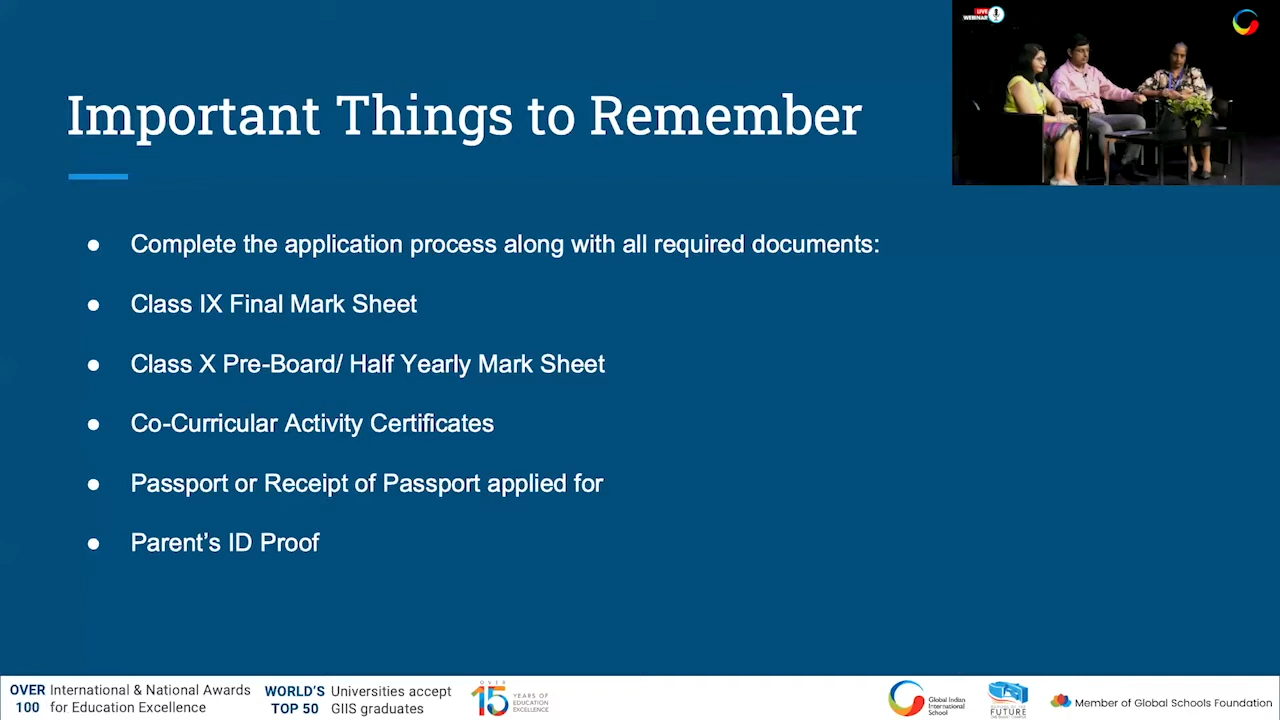 LIVE
WEBINAR
Important Things to Remember
● Complete the application process along with all required documents:
● Class IX Final Mark Sheet
● Class X Pre-Board/ Half Yearly Mark Sheet
● Co-Curricular Activity Certificates
● Passport or Receipt of Passport applied for
● Parent’s ID Proof
OVER 100 International & National Awards
for Education Excellence
WORLD'S TOP 50 Universities accept
GIIS graduates
OVER
15 YEARS OF
EDUCATION
EXCELLENCE
Global Indian
International
School
FUTURE
Member of Global Schools Foundation